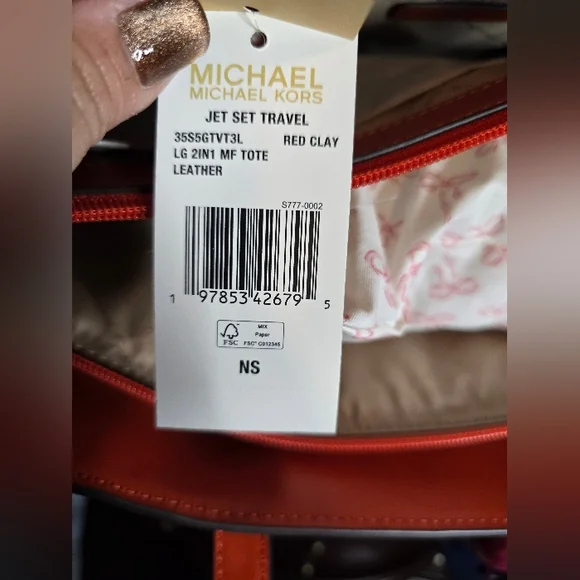 MICHAEL
MICHAEL KORS
JET SET TRAVEL
35S5GTVT3L RED CLAY
LG 2IN1 MF TOTE
LEATHER
S777-0002
1 97853 42679 5
MIX
Paper
FSC FSC® C012345
NS